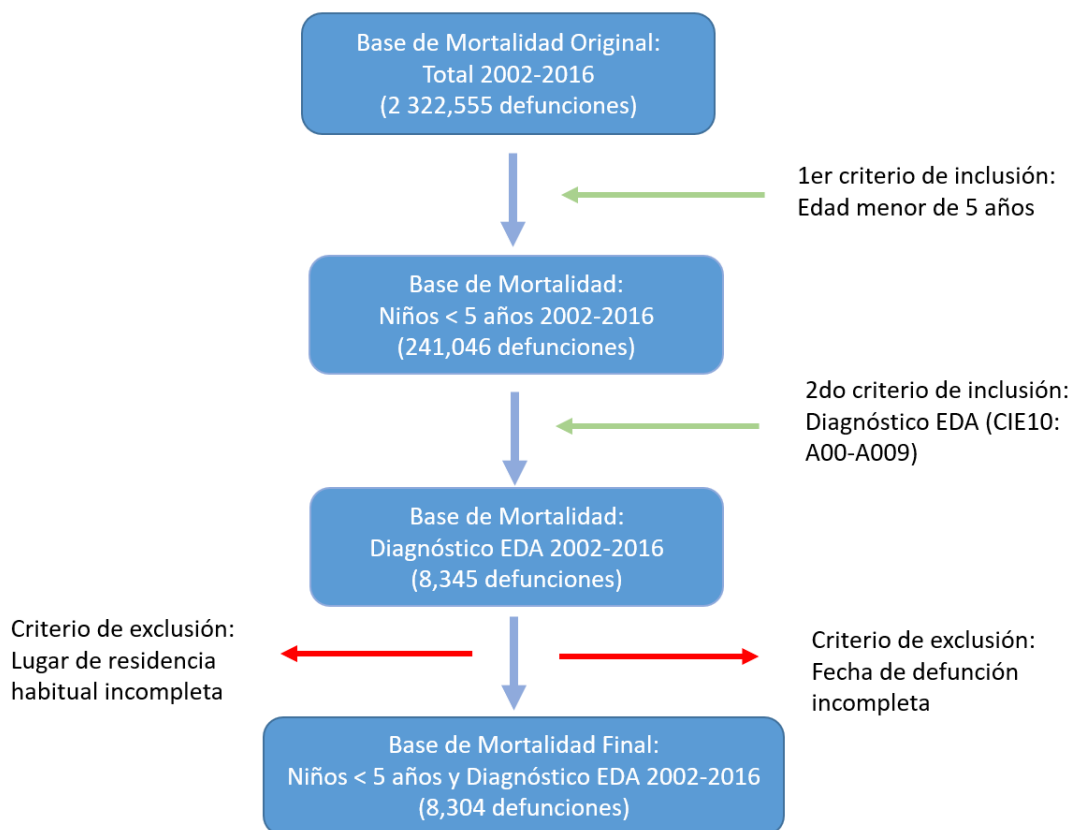 Base de Mortalidad Original:
Total 2002-2016
(2 322,555 defunciones)
1er criterio de inclusión:
Edad menor de 5 años
Base de Mortalidad:
Niños < 5 años 2002-2016
(241,046 defunciones)
2do criterio de inclusión:
Diagnóstico EDA (CIE10:
A00-A009)
Base de Mortalidad:
Diagnóstico EDA 2002-2016
(8,345 defunciones)
Criterio de exclusión:
Lugar de residencia
habitual incompleta
Criterio de exclusión:
Fecha de defunción
incompleta
Base de Mortalidad Final:
Niños < 5 años y Diagnóstico EDA 2002-2016
(8,304 defunciones)